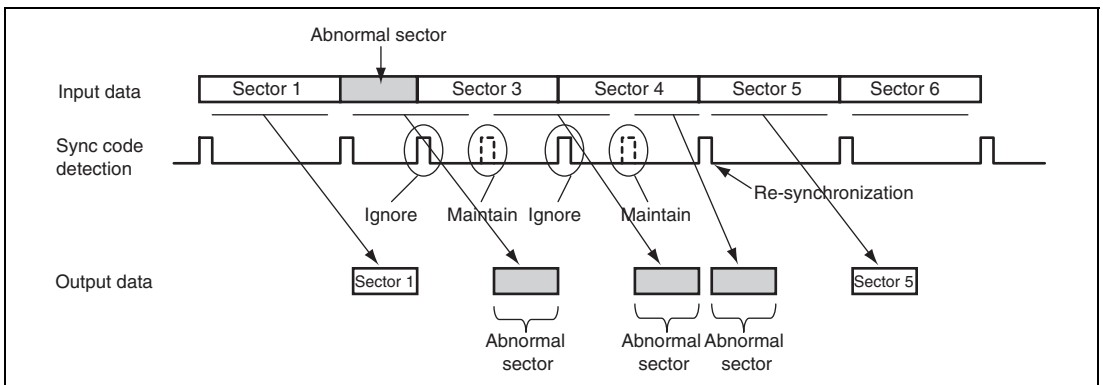 Abnormal sector
Input data
Sector 1
Sector 3
Sector 4
Sector 5
Sector 6
Sync code
detection
Ignore
Maintain
Ignore
Maintain
Re-synchronization
Output data
Sector 1
Sector 5
Abnormal
sector
Abnormal
sector
Abnormal
sector